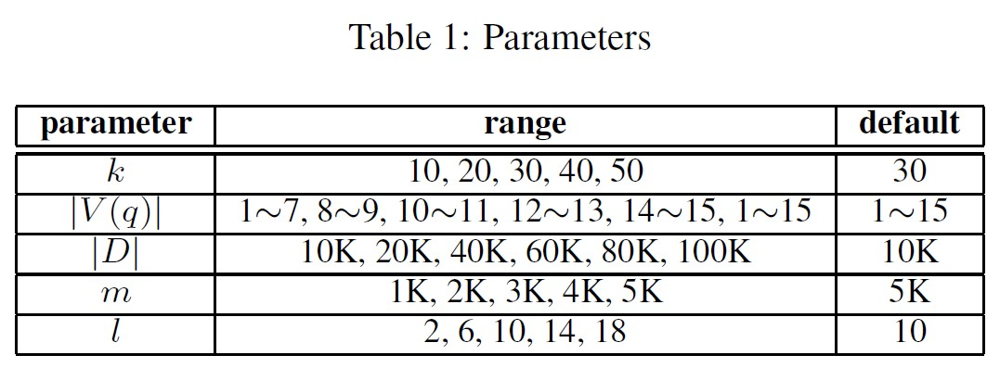 Table 1: Parameters
parameter range default
k 10, 20, 30, 40, 50 30
|V(q)| 1∼7, 8∼9, 10∼11, 12∼13, 14∼15, 1∼15 1∼15
|D| 10K, 20K, 40K, 60K, 80K, 100K 10K
m 1K, 2K, 3K, 4K, 5K 5K
l 2, 6, 10, 14, 18 10